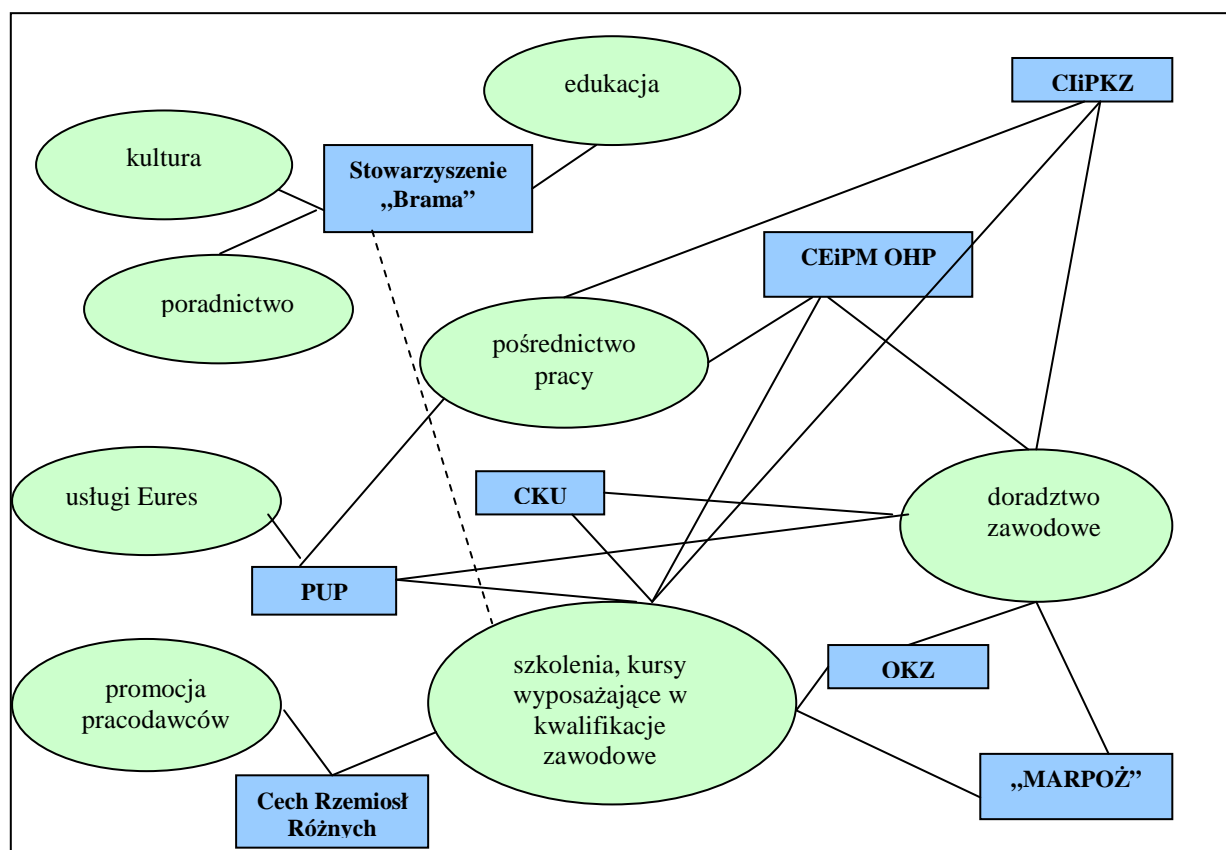 edukacja
CIiPKZ
kultura
Stowarzyszenie
„Brama”
CEiPM OHP
poradnictwo
pośrednictwo
pracy
usługi Eures
CKU
doradztwo
zawodowe
PUP
szkolenia, kursy
wyposażające w
kwalifikacje
zawodowe
OKZ
promocja
pracodawców
„MARPOŻ”
Cech Rzemiosł
Różnych